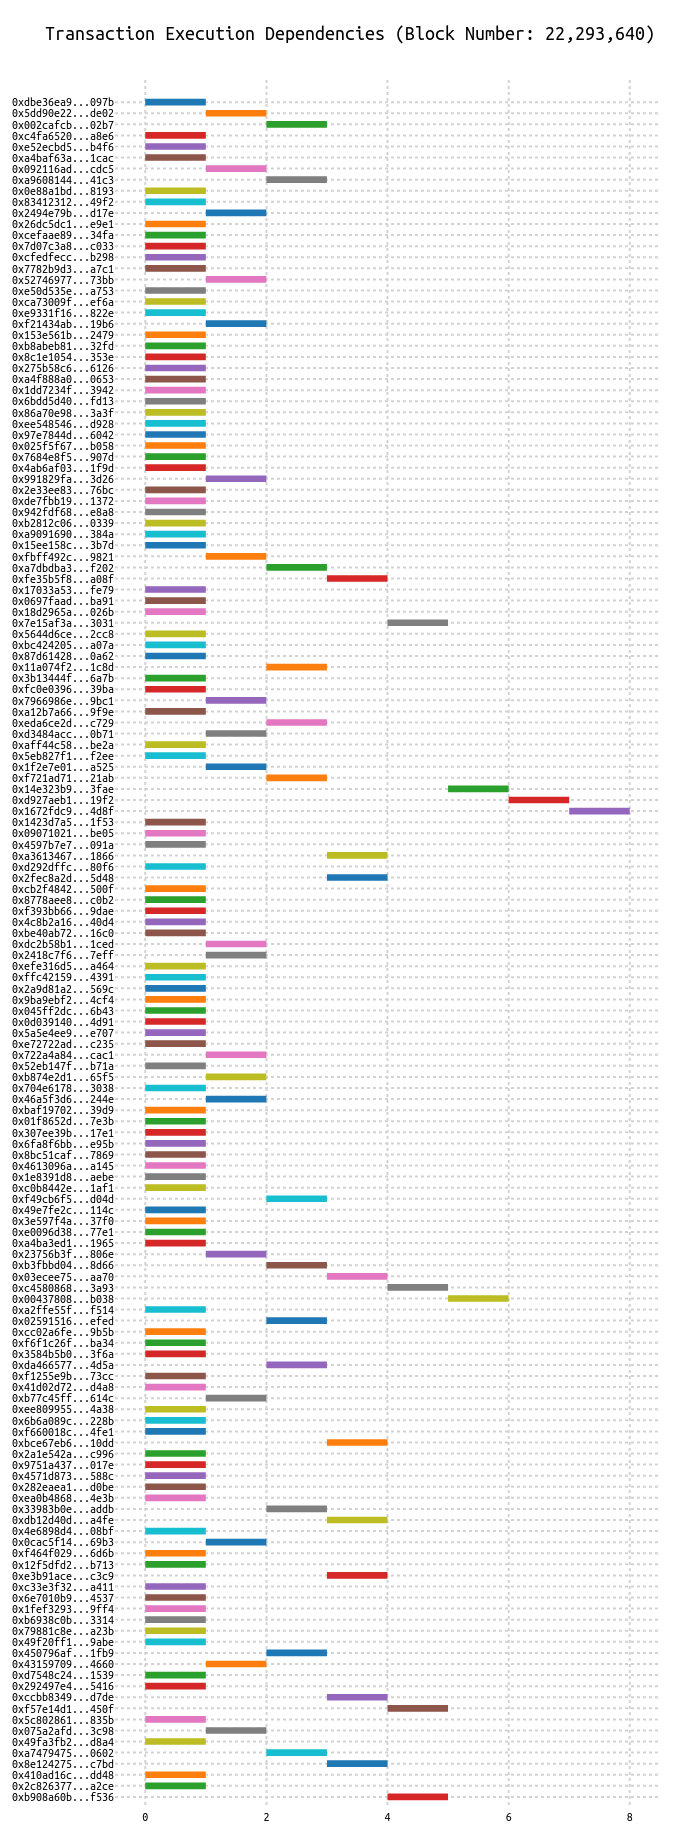 Transaction Execution Dependencies (Block Number: 22,293,640)
0xdbe36ea9...097b
0x5dd90e22...de02
0x002cafcb...02b7
0xc4fa6520...a8e6
0xe52ecbd5...b4f6
0xa4baf63a...1cac
0x092116ad...cdc5
0xa9608144...41c3
0x0e88a1bd...8193
0x83412312...49f2
0x2494e79b...d17e
0x26dc5dc1...e9e1
0xcefaae89...34fa
0x7d07c3a8...c033
0xcfedfecc...b298
0x7782b9d3...a7c1
0x52746977...73bb
0xe50d535e...a753
0xca73009f...ef6a
0xe9331f16...822e
0xf21434ab...19b6
0x153e561b...2479
0xb8abeb81...32fd
0x8c1e1054...353e
0x275b58c6...6126
0xa4f888a0...0653
0x1dd7234f...3942
0x6bdd5d40...fd13
0x86a70e98...3a3f
0xee548546...d928
0x97e7844d...6042
0x025f5f67...b058
0x7684e8f5...907d
0x4ab6af03...1f9d
0x991829fa...3d26
0x2e33ee83...76bc
0xde7fbb19...1372
0x942fdf68...e8a8
0xb2812c06...0339
0xa9091690...384a
0x15ee158c...3b7d
0xfbff492c...9821
0xa7dbdba3...f202
0xfe35b5f8...a08f
0x17033a53...fe79
0x0697faad...ba91
0x18d2965a...026b
0x7e15af3a...3031
0x5644d6ce...2cc8
0xbc424205...a07a
0x87d61428...0a62
0x11a074f2...1c8d
0x3b13444f...6a7b
0xfc0e0396...39ba
0x7966986e...9bc1
0xa12b7a66...9f9e
0xeda6ce2d...c729
0xd3484acc...0b71
0xaff44c58...be2a
0x5eb827f1...f2ee
0x1f2e7e01...a525
0xf721ad71...21ab
0x14e323b9...3fae
0xd927aeb1...19f2
0x1672fdc9...4d8f
0x1423d7a5...1f53
0x09071021...be05
0x4597b7e7...091a
0xa3613467...1866
0xd292dffc...80f6
0x2fec8a2d...5d48
0xcb2f4842...500f
0x8778aee8...c0b2
0xf393bb66...9dae
0x4c8b2a16...40d4
0xbe40ab72...16c0
0xdc2b58b1...1ced
0x2418c7f6...7eff
0xefe316d5...a464
0xffc42159...4391
0x2a9d81a2...569c
0x9ba9ebf2...4cf4
0x045ff2dc...6b43
0x0d039140...4d91
0x5a5e4ee9...e707
0xe72722ad...c235
0x722a4a84...cac1
0x52eb147f...b71a
0xb874e2d1...65f5
0x704e6178...3038
0x46a5f3d6...244e
0xbaf19702...39d9
0x01f8652d...7e3b
0x307ee39b...17e1
0x6fa8f6bb...e95b
0x8bc51caf...7869
0x4613096a...a145
0x1e8391d8...aebe
0xc0b8442e...1af1
0xf49cb6f5...d04d
0x49e7fe2c...114c
0x3e597f4a...37f0
0xe0096d38...77e1
0xa4ba3ed1...1965
0x23756b3f...806e
0xb3fbbd04...8d66
0x03ecee75...aa70
0xc4580868...3a93
0x00437808...b038
0xa2ffe55f...f514
0x02591516...efed
0xcc02a6fe...9b5b
0xf6f1c26f...ba34
0x3584b5b0...3f6a
0xda466577...4d5a
0xf1255e9b...73cc
0x41d02d72...d4a8
0xb77c45ff...614c
0xee809955...4a38
0x6b6a089c...228b
0xf660018c...4fe1
0xbce67eb6...10dd
0x2a1e542a...c996
0x9751a437...017e
0x4571d873...588c
0x282eaea1...d0be
0xea0b4868...4e3b
0x33983b0e...addb
0xdb12d40d...a4fe
0x4e6898d4...08bf
0x0cac5f14...69b3
0xf464f029...6d6b
0x12f5dfd2...b713
0xe3b91ace...c3c9
0xc33e3f32...a411
0x6e7010b9...4537
0x1fef3293...9ff4
0xb6938c0b...3314
0x79881c8e...a23b
0x49f20ff1...9abe
0x450796af...1fb9
0x43159709...4660
0xd7548c24...1539
0x292497e4...5416
0xccbb8349...d7de
0xf57e14d1...450f
0x5c802861...835b
0x075a2afd...3c98
0x49fa3fb2...d8a4
0xa7479475...0602
0x8e124275...c7bd
0x410ad16c...dd48
0x2c826377...a2ce
0xb908a60b...f536
0 2 4 6 8